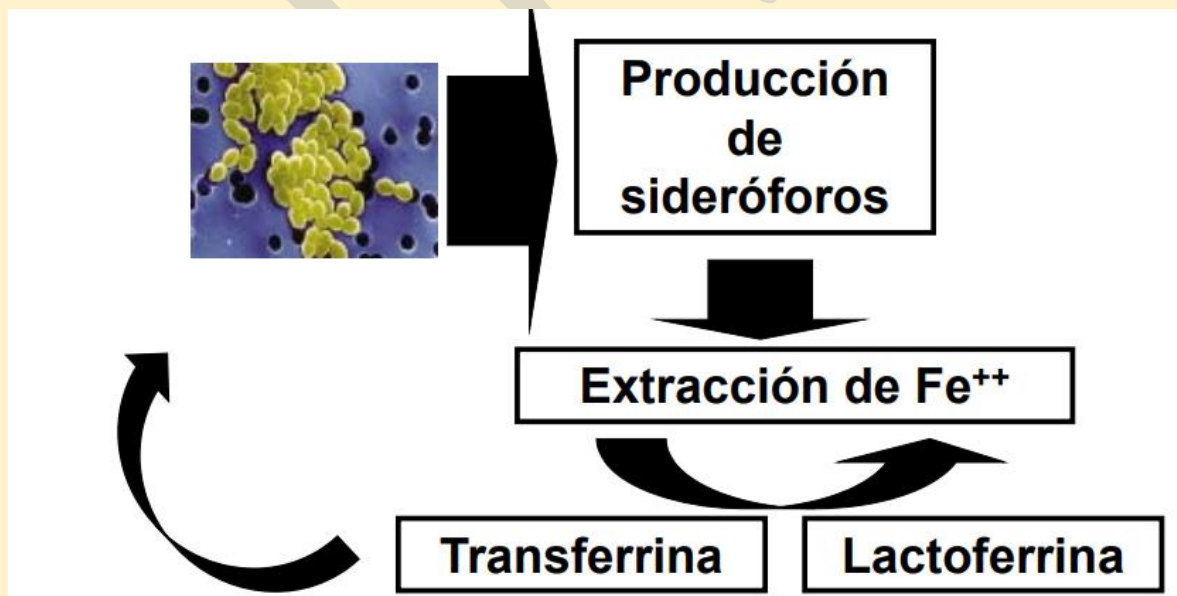 Producción
de
sideróforos
Extracción de Fe⁺⁺
Transferrina
Lactoferrina